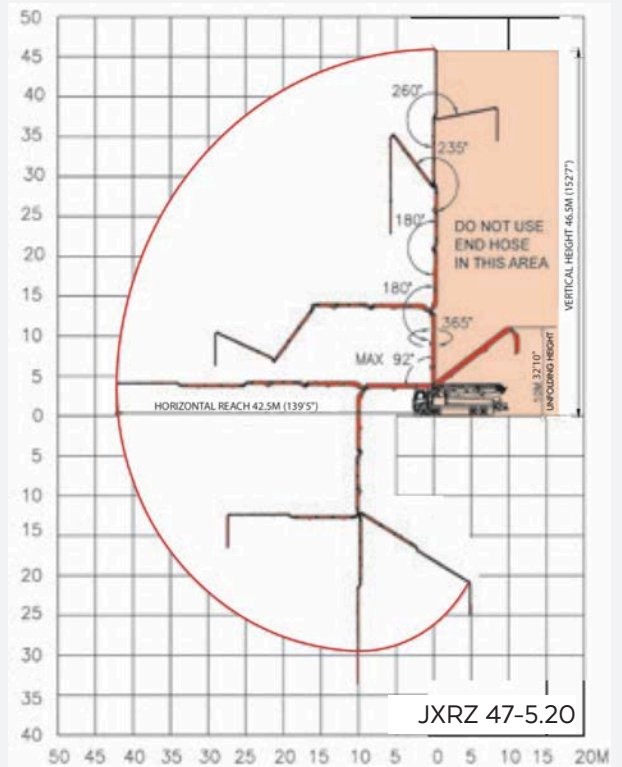 50
45
40
35
30
25
20
15
10
5
0
5
10
15
20
25
30
35
40
260°
235°
180°
180°
365°
MAX 92°
DO NOT USE
END HOSE
IN THIS AREA
VERTICAL HEIGHT 46.5M (152'7")
32'10"
UNFOLDING HEIGHT
HORIZONTAL REACH 42.5M (139'5")
JXRZ 47-5.20
50 45 40 35 30 25 20 15 10 5 0 5 10 15 20M